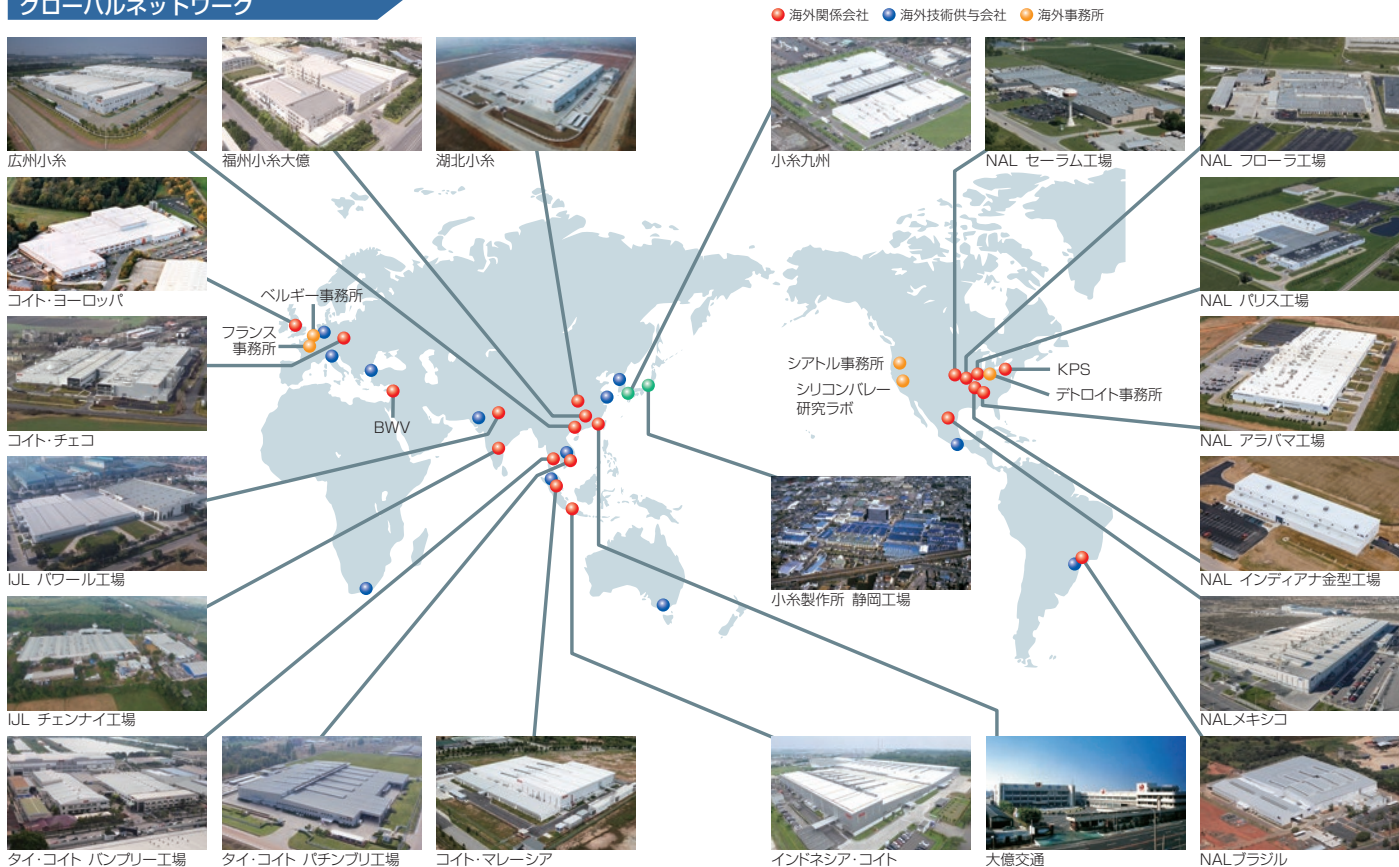 グローバルネットワーク
海外関係会社 海外技術供与会社 海外事務所
広州小糸
福州小糸大億
湖北小糸
小糸九州
NAL セーラム工場
NAL フローラ工場
コイト・ヨーロッパ
ベルギー事務所
フランス
事務所
NAL パリス工場
コイト・チェコ
BWV
シアトル事務所
シリコンバレー
研究ラボ
KPS
デトロイト事務所
NAL アラバマ工場
IJL バワール工場
小糸製作所 静岡工場
NAL インディアナ金型工場
IJL チェンナイ工場
NALメキシコ
タイ・コイト バンプリー工場
タイ・コイト パチンブリ工場
コイト・マレーシア
インドネシア・コイト
大億交通
NALブラジル